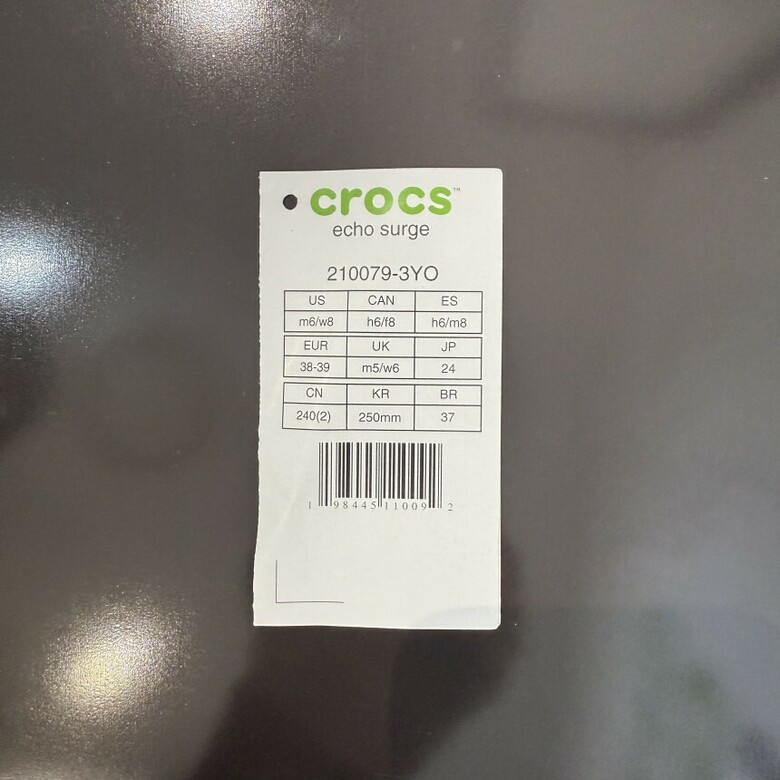 crocs™
echo surge
210079-3YO
US CAN ES
m6/w8 h6/f8 h6/m8
EUR UK JP
38-39 m5/w6 24
CN KR BR
240(2) 250mm 37
1 98445 11009 2